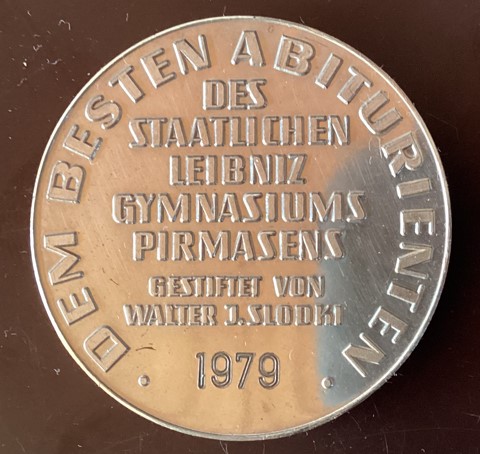 DEM BESTEN ABITURIENTEN
DES
STAATLICHEN
LEIBNIZ
GYMNASIUMS
PIRMASENS
GESTIFTET VON
WALTER J. SLODKI
· 1979 ·